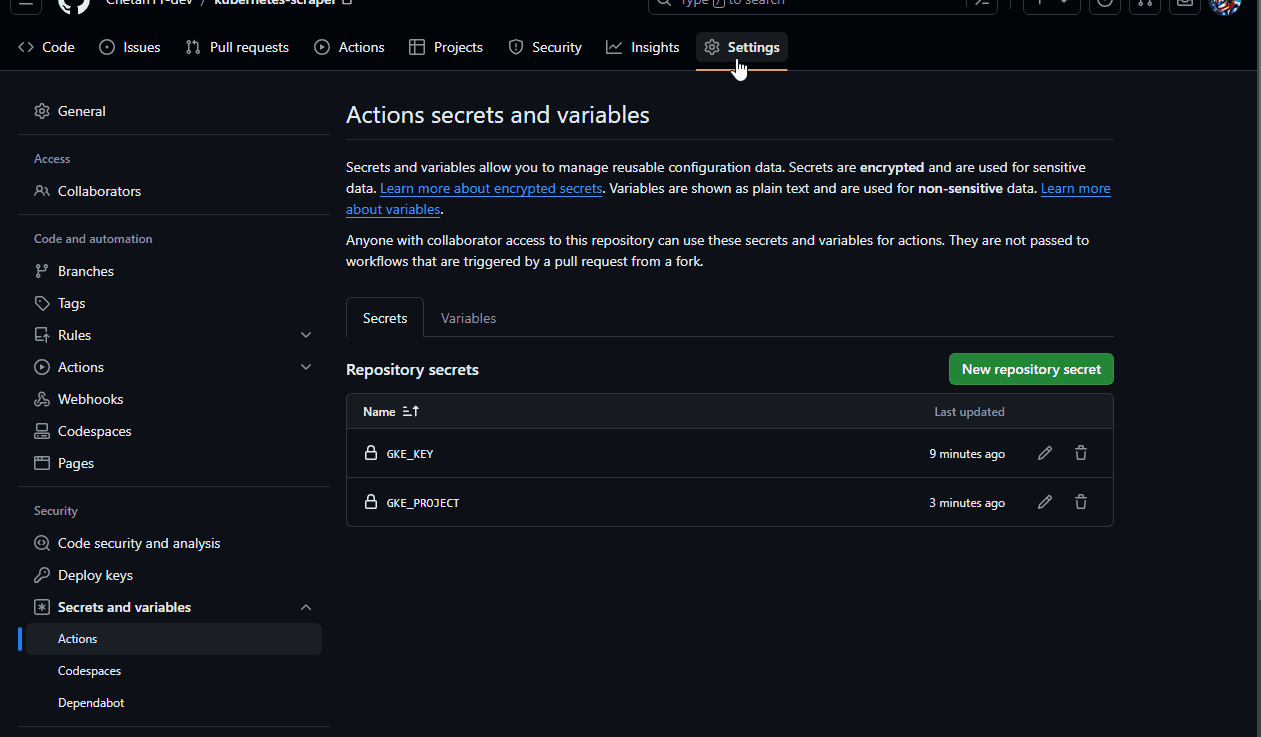 kubernetes-scraper
Type / to search
Code
Issues
Pull requests
Actions
Projects
Security
Insights
Settings
General
Access
Collaborators
Code and automation
Branches
Tags
Rules
Actions
Webhooks
Codespaces
Pages
Security
Code security and analysis
Deploy keys
Secrets and variables
Actions
Codespaces
Dependabot
Actions secrets and variables
Secrets and variables allow you to manage reusable configuration data. Secrets are encrypted and are used for sensitive
data. Learn more about encrypted secrets. Variables are shown as plain text and are used for non-sensitive data. Learn more
about variables.
Anyone with collaborator access to this repository can use these secrets and variables for actions. They are not passed to
workflows that are triggered by a pull request from a fork.
Secrets
Variables
Repository secrets
New repository secret
Name
Last updated
GKE_KEY
9 minutes ago
GKE_PROJECT
3 minutes ago